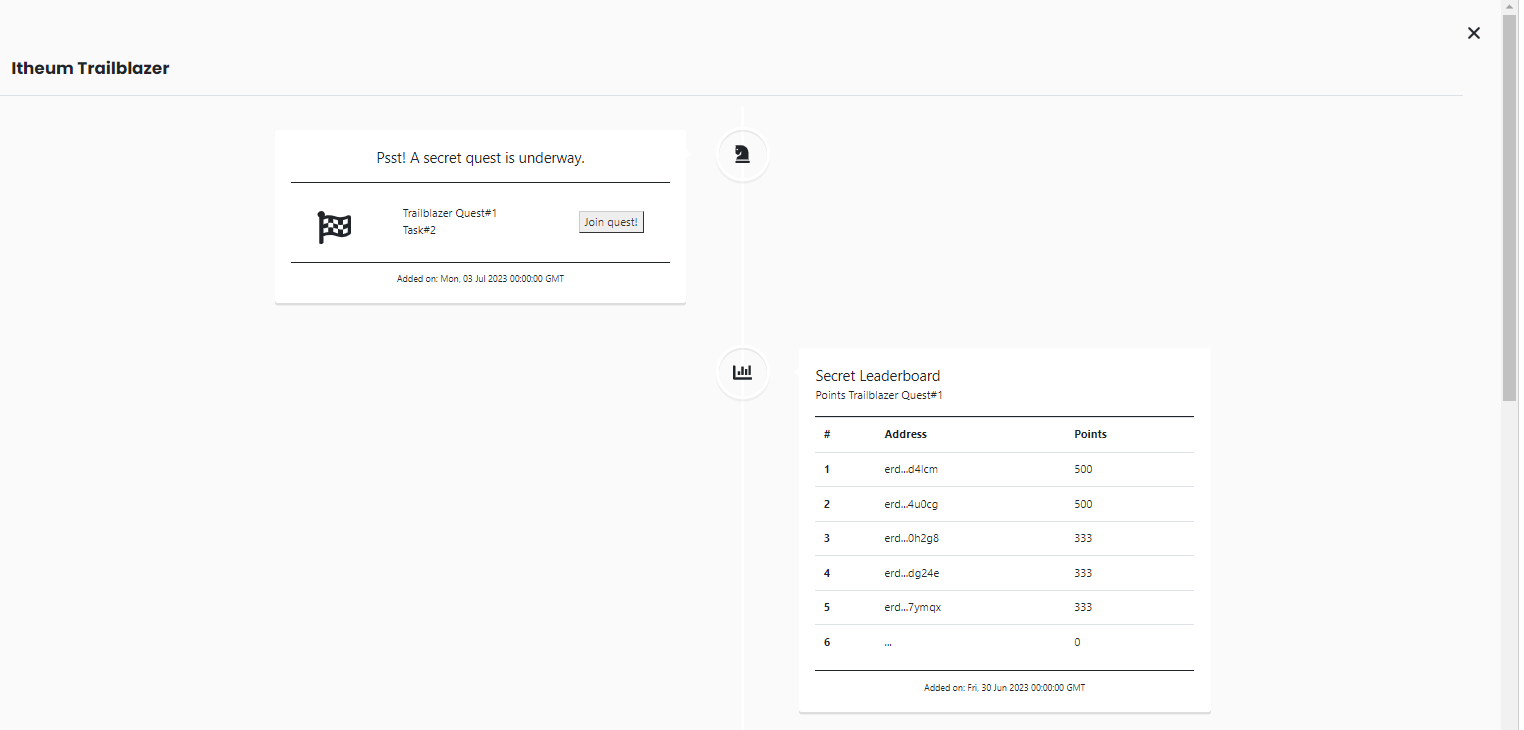 Itheum Trailblazer
Psst! A secret quest is underway.
Trailblazer Quest#1
Task#2
Join quest!
Added on: Mon, 03 Jul 2023 00:00:00 GMT
Secret Leaderboard
Points Trailblazer Quest#1
# Address Points
1 erd...d4lcm 500
2 erd...4u0cg 500
3 erd...0h2g8 333
4 erd...dg24e 333
5 erd...7ymqx 333
6 ... 0
Added on: Fri, 30 Jun 2023 00:00:00 GMT